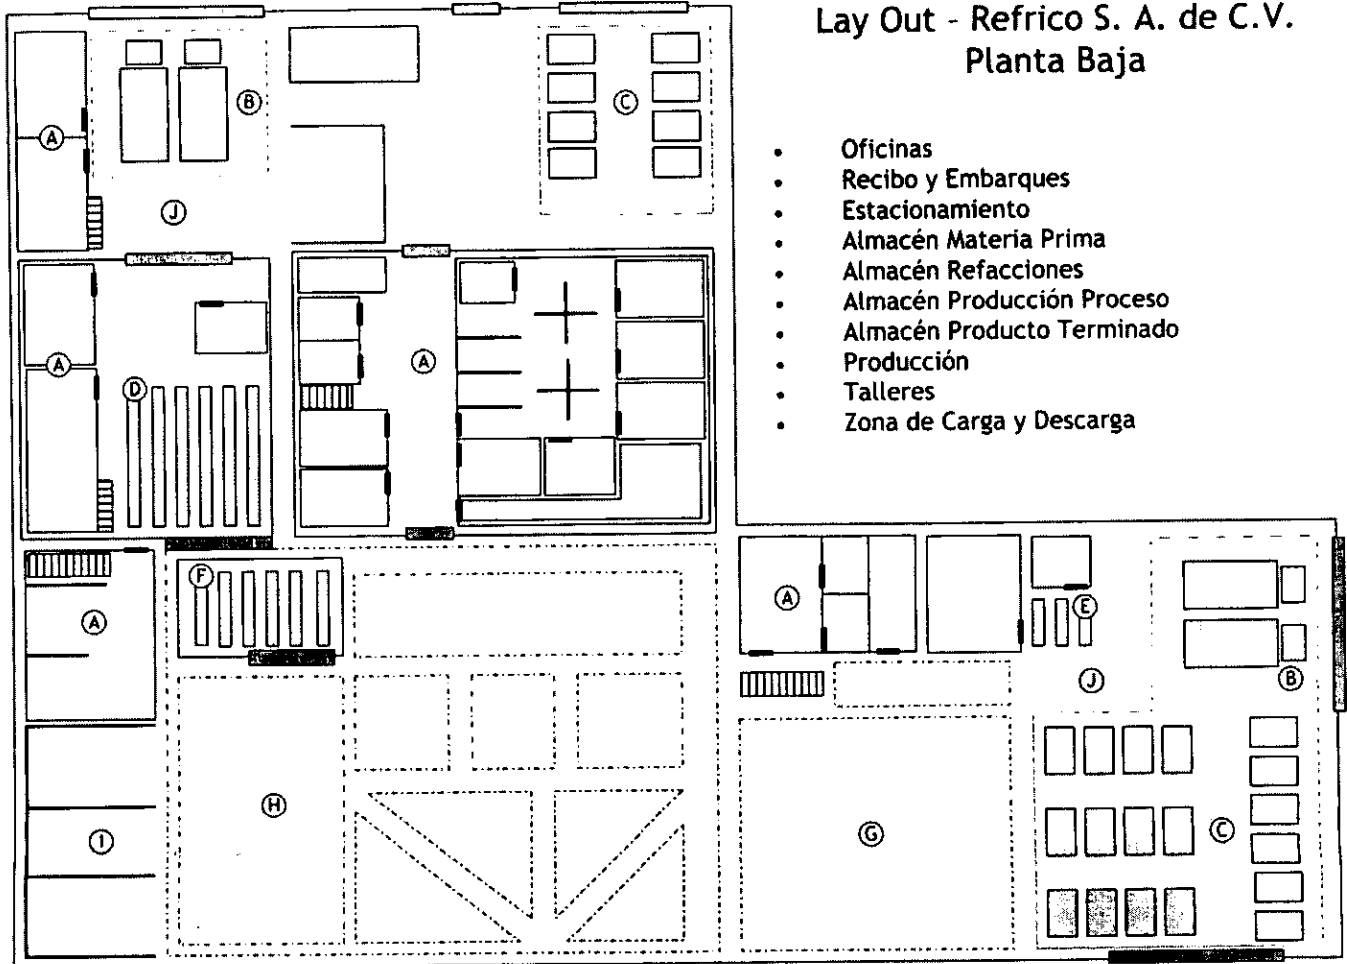 Lay Out - Refrico S. A. de C.V.
Planta Baja
• Oficinas
• Recibo y Embarques
• Estacionamiento
• Almacén Materia Prima
• Almacén Refacciones
• Almacén Producción Proceso
• Almacén Producto Terminado
• Producción
• Talleres
• Zona de Carga y Descarga
B
C
A
J
A
A
D
F
A
E
A
J
B
H
I
G
C